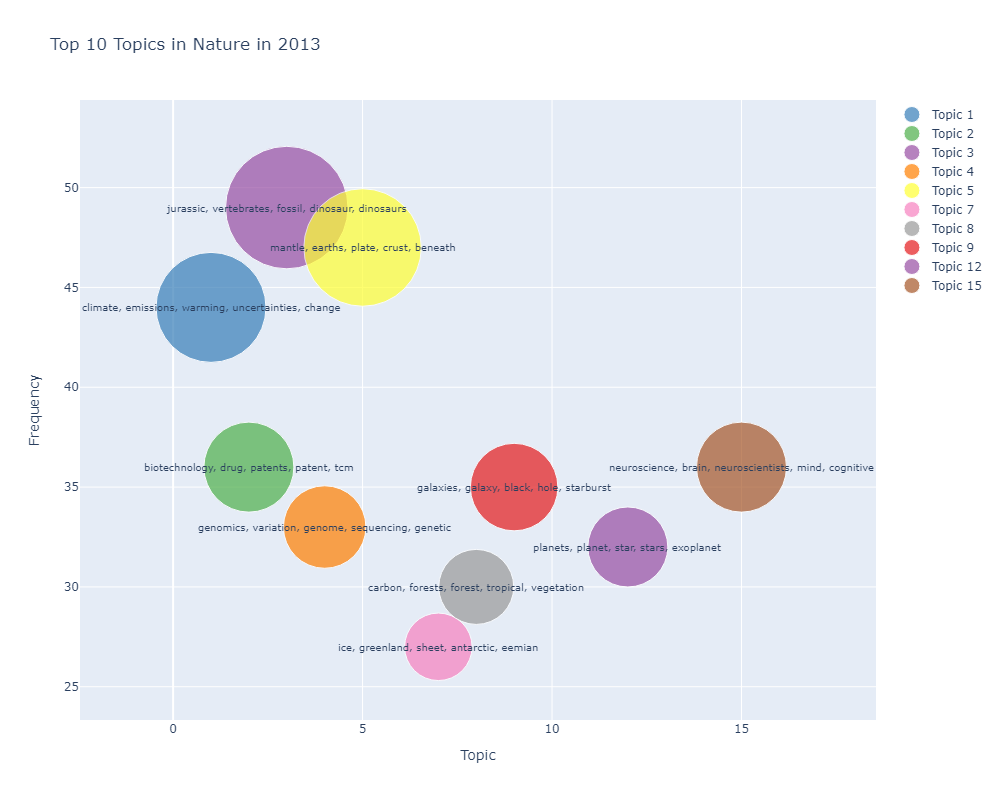 Top 10 Topics in Nature in 2013
Topic 1
Topic 2
Topic 3
Topic 4
Topic 5
Topic 7
Topic 8
Topic 9
Topic 12
Topic 15
Frequency
50
45
40
35
30
25
jurassic, vertebrates, fossil, dinosaur, dinosaurs
mantle, earths, plate, crust, beneath
climate, emissions, warming, uncertainties, change
biotechnology, drug, patents, patent, tcm
neuroscience, brain, neuroscientists, mind, cognitive
galaxies, galaxy, black, hole, starburst
genomics, variation, genome, sequencing, genetic
planets, planet, star, stars, exoplanet
carbon, forests, forest, tropical, vegetation
ice, greenland, sheet, antarctic, eemian
0
5
10
15
Topic